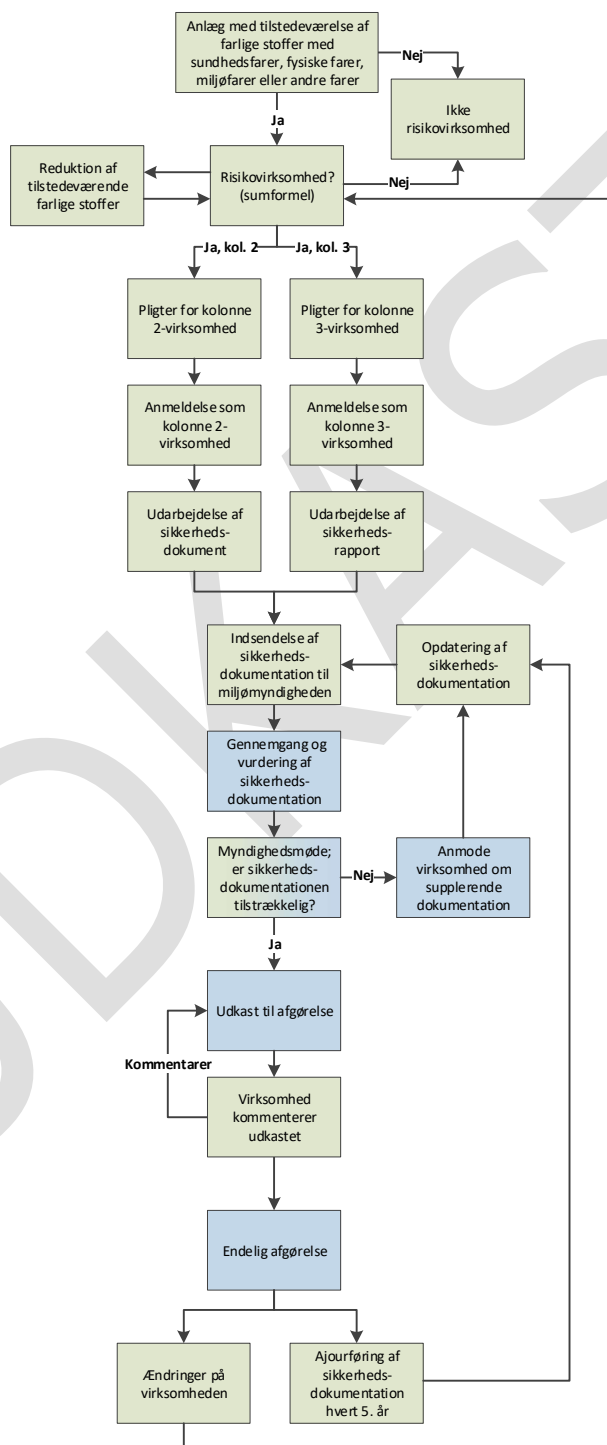 Anlæg med tilstedeværelse af
farlige stoffer med
sundhedsfarer, fysiske farer,
miljøfarer eller andre farer
Nej
Ikke
risikovirksomhed
Ja
Reduktion af
tilstedeværende
farlige stoffer
Risikovirksomhed?
(sumformel)
Nej
Ja, kol. 2
Ja, kol. 3
Pligter for kolonne
2-virksomhed
Pligter for kolonne
3-virksomhed
Anmeldelse som
kolonne 2-
virksomhed
Anmeldelse som
kolonne 3-
virksomhed
Udarbejdelse af
sikkerheds-
dokument
Udarbejdelse af
sikkerheds-
rapport
Indsendelse af
sikkerheds-
dokumentation til
miljømyndigheden
Opdatering af
sikkerheds-
dokumentation
Gennemgang og
vurdering af
sikkerheds-
dokumentation
Myndighedsmøde;
er sikkerheds-
dokumentationen
tilstrækkelig?
Nej
Anmode
virksomhed om
supplerende
dokumentation
Ja
Udkast til afgørelse
Kommentarer
Virksomhed
kommenterer
udkastet
Endelig afgørelse
Ændringer på
virksomheden
Ajourføring af
sikkerheds-
dokumentation
hvert 5. år